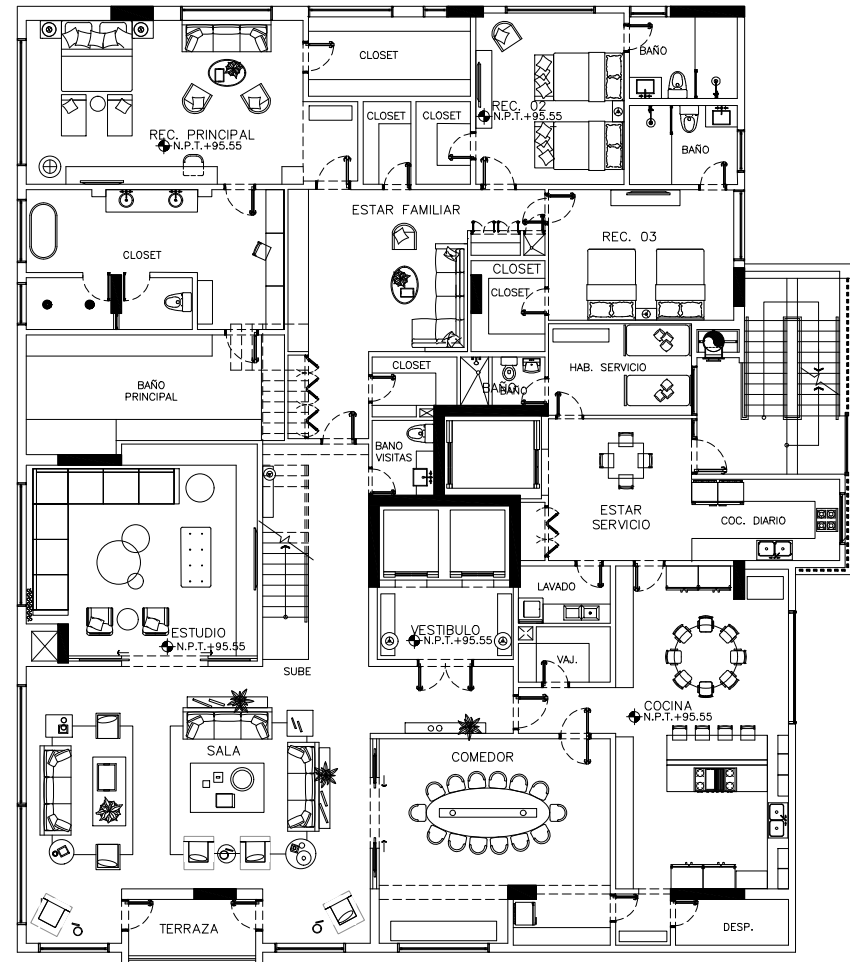 CLOSET
BAÑO
REC. PRINCIPAL
N.P.T.+95.55
CLOSET
CLOSET
REC. 02
N.P.T.+95.55
BAÑO
ESTAR FAMILIAR
CLOSET
REC. 03
CLOSET
CLOSET
BAÑO
PRINCIPAL
CLOSET
HAB. SERVICIO
BAÑO
BAÑO
BANO
VISITAS
ESTAR
SERVICIO
COC. DIARIO
LAVADO
ESTUDIO
N.P.T.+95.55
VESTIBULO
N.P.T.+95.55
SUBE
VAJ.
COCINA
N.P.T.+95.55
SALA
COMEDOR
TERRAZA
DESP.